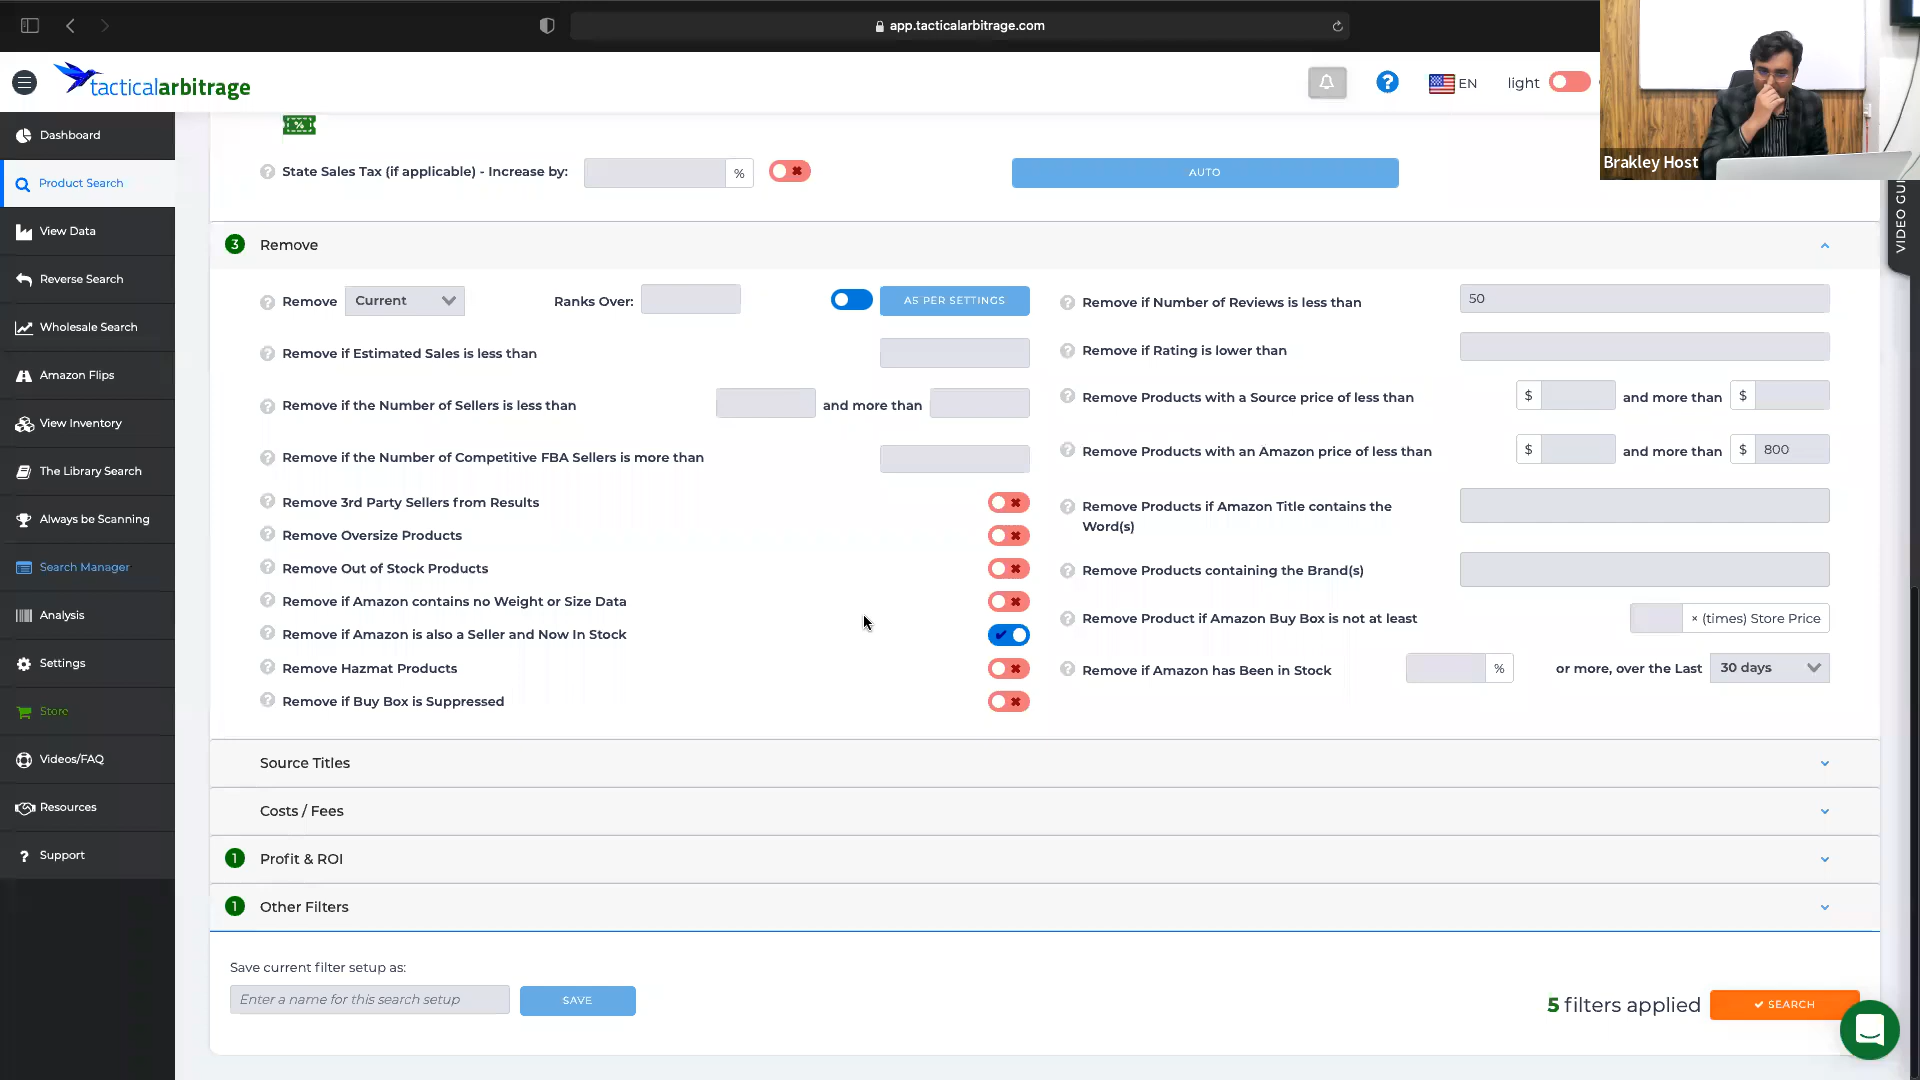 app.tacticalarbitrage.com
tacticalarbitrage
EN
light
Brakley Host
Dashboard
Product Search
View Data
Reverse Search
Wholesale Search
Amazon Flips
View Inventory
The Library Search
Always be Scanning
Search Manager
Analysis
Settings
Store
Videos/FAQ
Resources
Support
State Sales Tax (if applicable) - Increase by: %
AUTO
3 Remove
Remove Current Ranks Over: AS PER SETTINGS
Remove if Estimated Sales is less than
Remove if the Number of Sellers is less than and more than
Remove if the Number of Competitive FBA Sellers is more than
Remove 3rd Party Sellers from Results
Remove Oversize Products
Remove Out of Stock Products
Remove if Amazon contains no Weight or Size Data
Remove if Amazon is also a Seller and Now In Stock
Remove Hazmat Products
Remove if Buy Box is Suppressed
Remove if Number of Reviews is less than 50
Remove if Rating is lower than
Remove Products with a Source price of less than $ and more than $
Remove Products with an Amazon price of less than $ and more than $ 800
Remove Products if Amazon Title contains the
Word(s)
Remove Products containing the Brand(s)
Remove Product if Amazon Buy Box is not at least × (times) Store Price
Remove if Amazon has Been in Stock % or more, over the Last 30 days
Source Titles
Costs / Fees
1 Profit & ROI
1 Other Filters
Save current filter setup as:
Enter a name for this search setup SAVE
5 filters applied SEARCH